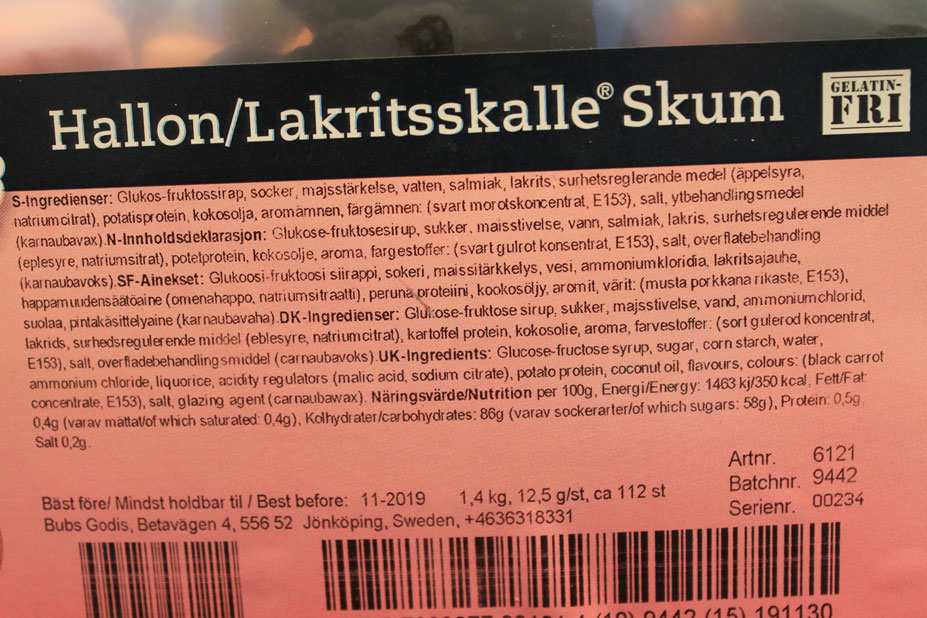 Hallon/Lakritsskalle® Skum
GELATIN-
FRI
S-Ingredienser: Glukos-fruktossirap, socker, majsstärkelse, vatten, salmiak, lakrits, surhetsreglerande medel (äppelsyra,
natriumcitrat), potatisprotein, kokosolja, aromämnen, färgämnen: (svart morotskoncentrat, E153), salt, ytbehandlingsmedel
(karnaubavax).N-Innholdsdeklarasjon: Glukose-fruktosesirup, sukker, maisstivelse, vann, salmiak, lakris, surhetsregulerende middel
(eplesyre, natriumsitrat), potetprotein, kokosolje, aroma, fargestoffer: (svart gulrot konsentrat, E153), salt, overflatebehandling
(karnaubavoks).SF-Ainekset: Glukoosi-fruktoosi siirappi, sokeri, maissitärkkelys, vesi, ammoniumkloridia, lakritsajauhe,
happamuudensäätöaine (omenahappo, natriumsitraatti), peruna proteiini, kookosöljy, aromit, värit: (musta porkkana rikaste, E153),
suolaa, pintakäsittelyaine (karnaubavaha).DK-Ingredienser: Glukose-fruktose sirup, sukker, majsstivelse, vand, ammoniumchlorid,
lakrids, surhedsregulerende middel (eblesyre, natriumcitrat), kartoffel protein, kokosolie, aroma, farvestoffer: (sort gulerod koncentrat,
E153), salt, overfladebehandlingsmiddel (carnaubavoks).UK-Ingredients: Glucose-fructose syrup, sugar, corn starch, water,
ammonium chloride, liquorice, acidity regulators (malic acid, sodium citrate), potato protein, coconut oil, flavours, colours: (black carrot
concentrate, E153), salt, glazing agent (carnaubawax). Näringsvärde/Nutrition per 100g, Energi/Energy: 1463 kj/350 kcal, Fett/Fat:
0,4g (varav mättat/of which saturated: 0,4g), Kolhydrater/carbohydrates: 86g (varav sockerarter/of which sugars: 58g), Protein: 0,5g,
Salt 0,2g.
Artnr. 6121
Batchnr. 9442
Serienr. 00234
Bäst före/ Mindst holdbar til / Best before: 11-2019 1,4 kg, 12,5 g/st, ca 112 st
Bubs Godis, Betavägen 4, 556 52 Jönköping, Sweden, +4636318331
9442 (15) 191130